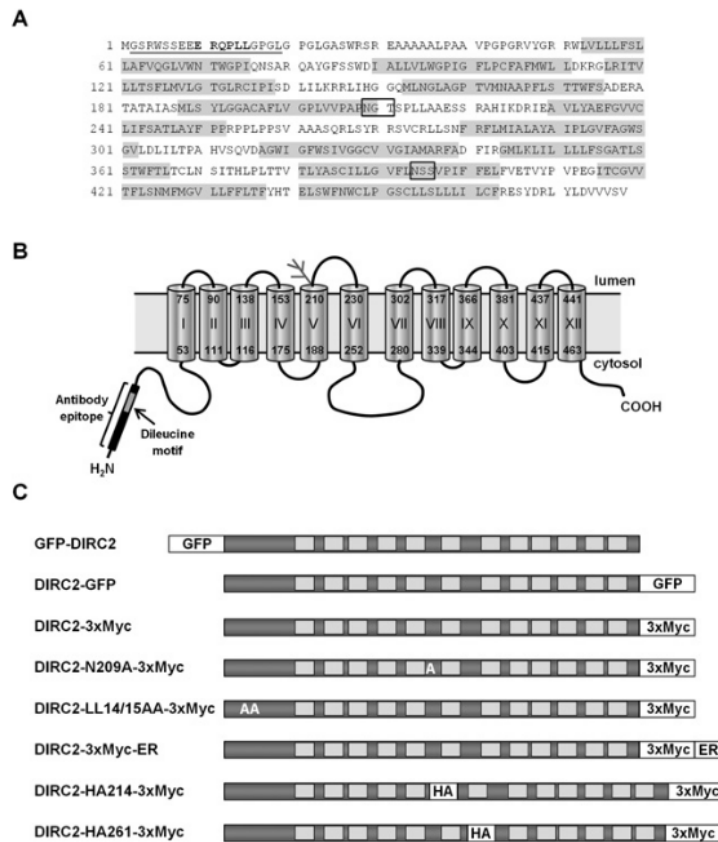 A
1 MGSRWSSEEE RQPLLGPGLG PGLGASWRSR EAAAAALPAA VPGPGRVYGR RWLVLLLFSL
61 LAFVQGLVWN TWGPIQNSAR QAYGFSSWDI ALLVLWGPIG FLPCFAFMWL LDKRGLRITV
121 LLTSFLMVLG TGLRCIPISD LILKRRLIHG GQMLNGLAGP TVMNAAPFLS TTWFSADERA
181 TATAIASMLS YLGGACAFLV GPLVVPAPNG TSPLLAAESS RAHIKDRIEA VLYAEFGVVC
241 LIFSATLAYF PPRPPLPPSV AAASQRLSYR RSVCRLLSNF RFLMIALAYA IPLGVFAGWS
301 GVLDLILTPA HVSQVDAGWI GFWSIVGGCV VGIAMARFAD FIRGMLKLIL LLLFSGATLS
361 STWFTLTCLN SITHLPLTTV TLYASCILLG VFLNSSVPIF FELFVETVYP VPEGITCGVV
421 TFLSNMFMGV LLFFLTFYHT ELSWFNWCLP GSCLLSLLLI LCFRESYDRL YLDVVVSV
B
lumen
75 90 138 153 210 230 302 317 366 381 437 441
I II III IV V VI VII VIII IX X XI XII
53 111 116 175 188 252 280 339 344 403 415 463
cytosol
Antibody
epitope
Dileucine
motif
H2N
COOH
C
GFP-DIRC2 GFP
DIRC2-GFP GFP
DIRC2-3xMyc 3xMyc
DIRC2-N209A-3xMyc A 3xMyc
DIRC2-LL14/15AA-3xMyc AA 3xMyc
DIRC2-3xMyc-ER 3xMyc ER
DIRC2-HA214-3xMyc HA 3xMyc
DIRC2-HA261-3xMyc HA 3xMyc